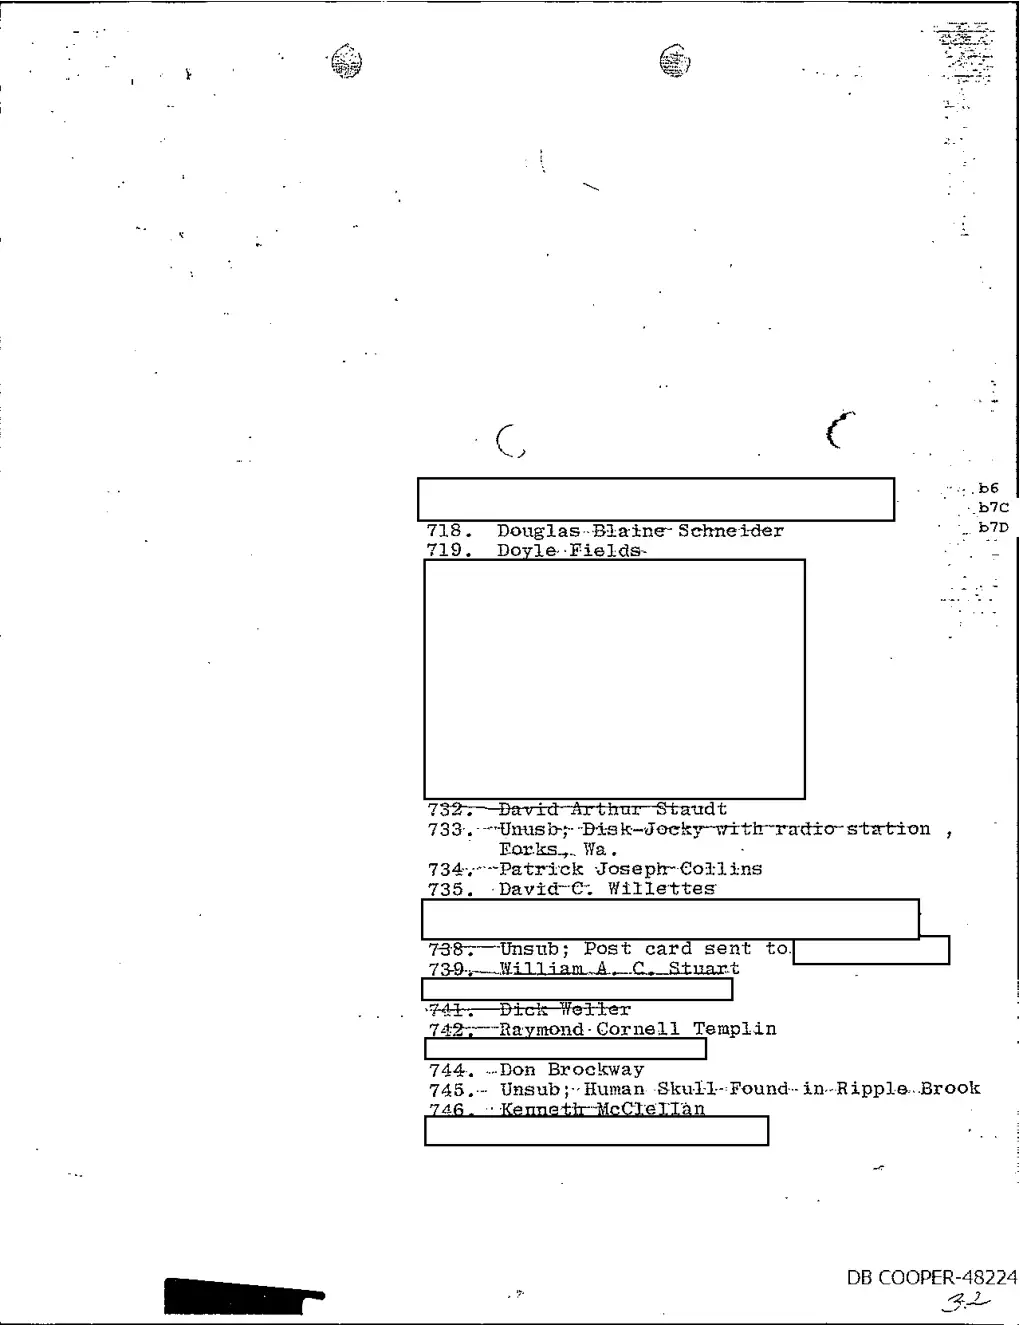 b6
b7C
b7D
718. Douglas Blaine Schneider
719. Doyle Fields
732. David Arthur Staudt
733. Unusb; Disk-Jocky with radio station ,
Forks, Wa.
734. Patrick Joseph Collins
735. David C. Willettes
738. Unsub; Post card sent to
739. William A. C. Stuart
741. Dick Weller
742. Raymond Cornell Templin
744. Don Brockway
745. Unsub; Human Skull Found in Ripple Brook
746. Kenneth McClellan
DB COOPER-48224
32